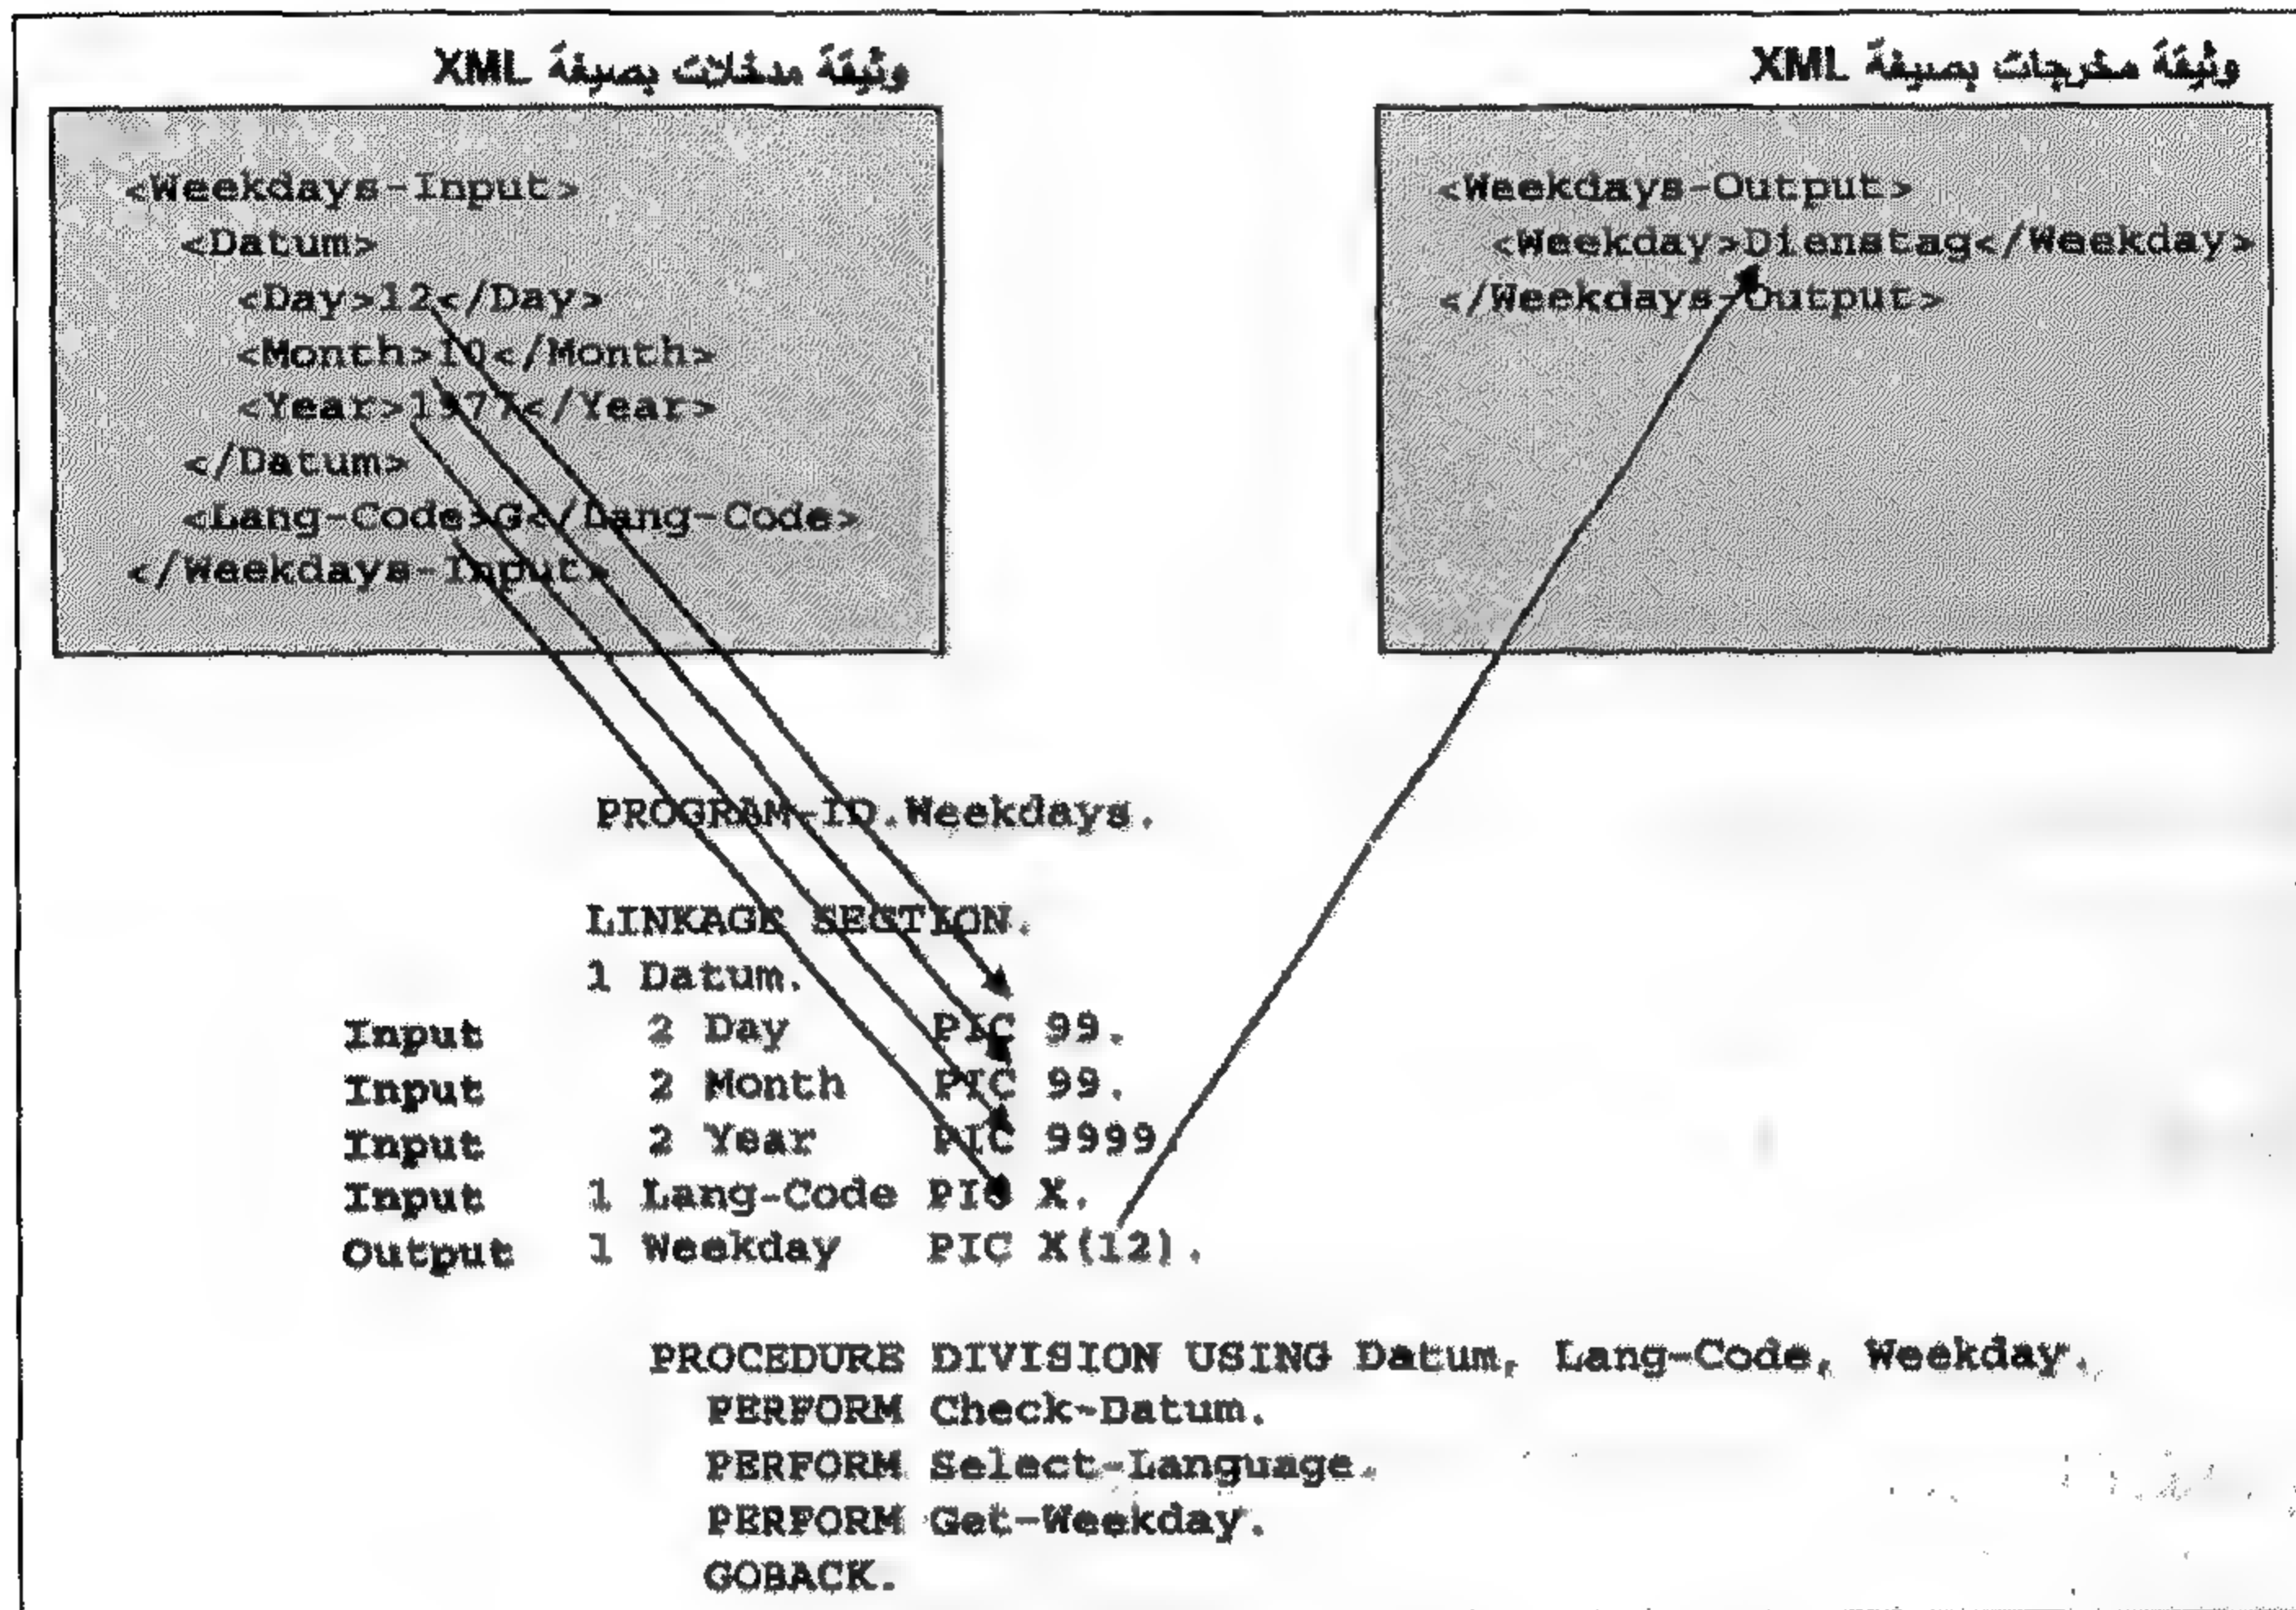 وثيقة مدخلات بصيغة XML
<Weekdays-Input>
<Datum>
<Day>12</Day>
<Month>10</Month>
<Year>1977</Year>
</Datum>
<Lang-Code>G</Lang-Code>
</Weekdays-Input>
وثيقة مخرجات بصيغة XML
<Weekdays-Output>
<Weekday>Dienstag</Weekday>
</Weekdays-Output>
PROGRAM-ID.Weekdays.
LINKAGE SECTION.
1 Datum.
Input 2 Day PIC 99.
Input 2 Month PIC 99.
Input 2 Year PIC 9999.
Input 1 Lang-Code PIC X.
Output 1 Weekday PIC X(12).
PROCEDURE DIVISION USING Datum, Lang-Code, Weekday.
PERFORM Check-Datum.
PERFORM Select-Language.
PERFORM Get-Weekday.
GOBACK.